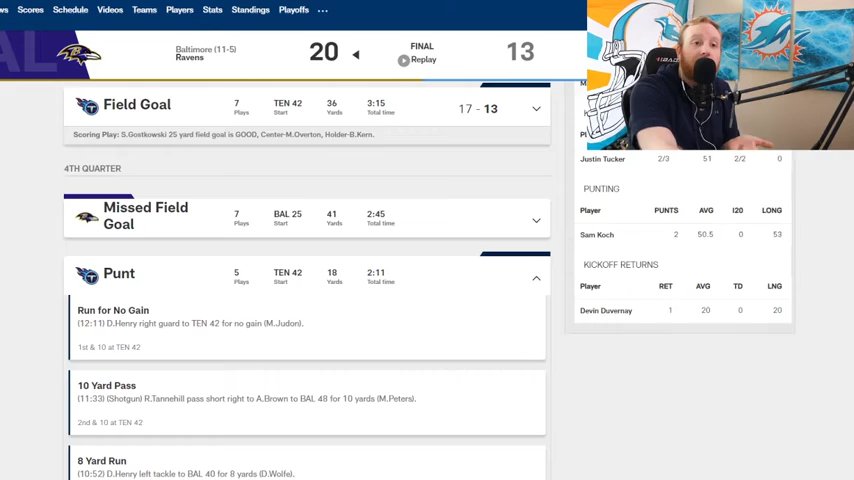 ws Scores Schedule Videos Teams Players Stats Standings Playoffs ...
AL
Baltimore (11-5)
Ravens
20
FINAL
Replay
13
Field Goal
7 TEN 42 36 3:15
Plays Start Yards Total time
17 - 13
Scoring Play: S.Gostkowski 25 yard field goal is GOOD, Center-M.Overton, Holder-B.Kern.
4TH QUARTER
Missed Field
Goal
7 BAL 25 41 2:45
Plays Start Yards Total time
Punt
5 TEN 42 18 2:11
Plays Start Yards Total time
Run for No Gain
(12:11) D.Henry right guard to TEN 42 for no gain (M.Judon).
1st & 10 at TEN 42
10 Yard Pass
(11:33) (Shotgun) R.Tannehill pass short right to A.Brown to BAL 48 for 10 yards (M.Peters).
2nd & 10 at TEN 42
8 Yard Run
(10:52) D.Henry left tackle to BAL 40 for 8 yards (D.Wolfe).
Justin Tucker 2/3 51 2/2 0
PUNTING
Player PUNTS AVG I20 LONG
Sam Koch 2 50.5 0 53
KICKOFF RETURNS
Player RET AVG TD LNG
Devin Duvernay 1 20 0 20